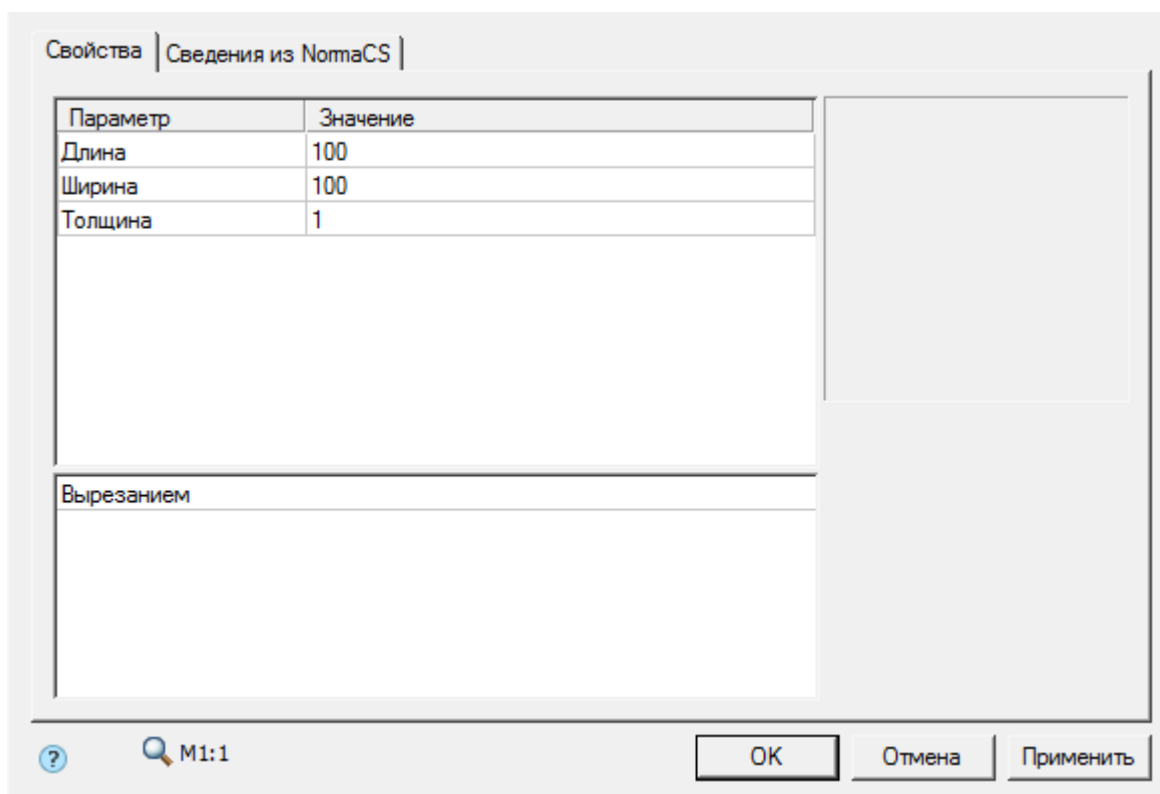 Свойства Сведения из NormaCS
Параметр Значение
Длина 100
Ширина 100
Толщина 1
Вырезанием
? M1:1 OK Отмена Применить